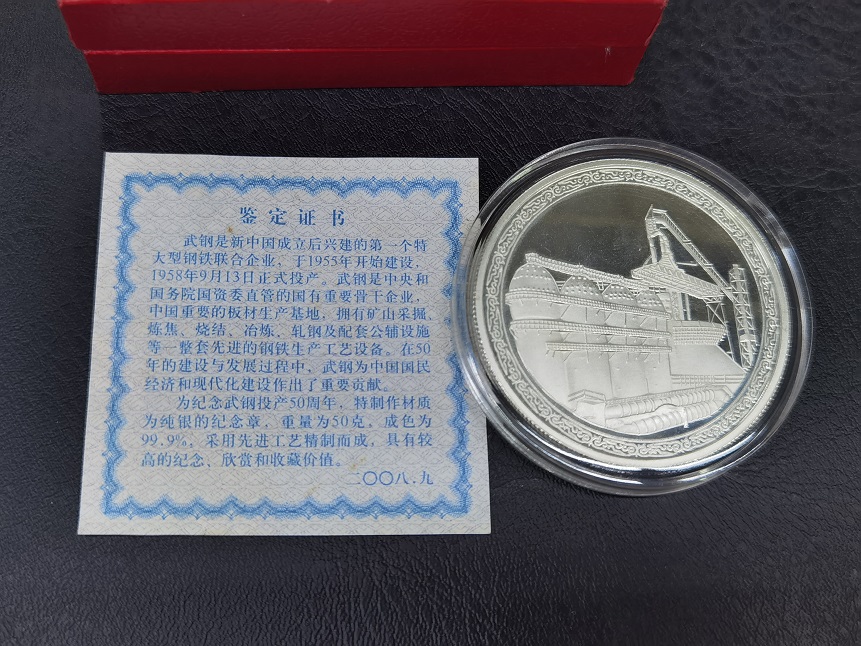 鉴定证书
武钢是新中国成立后兴建的第一个特
大型钢铁联合企业，于1955年开始建设，
1958年9月13日正式投产。武钢是中央和
国务院国资委直管的国有重要骨干企业，
中国重要的板材生产基地，拥有矿山采掘、
炼焦、烧结、冶炼、轧钢及配套公辅设施
等一整套先进的钢铁生产工艺设备。在50
年的建设与发展过程中，武钢为中国国民
经济和现代化建设作出了重要贡献。
为纪念武钢投产50周年，特制作材质
为纯银的纪念章，重量为50克，成色为
99.9%，采用先进工艺精制而成，具有较
高的纪念、欣赏和收藏价值。
二〇〇八.九